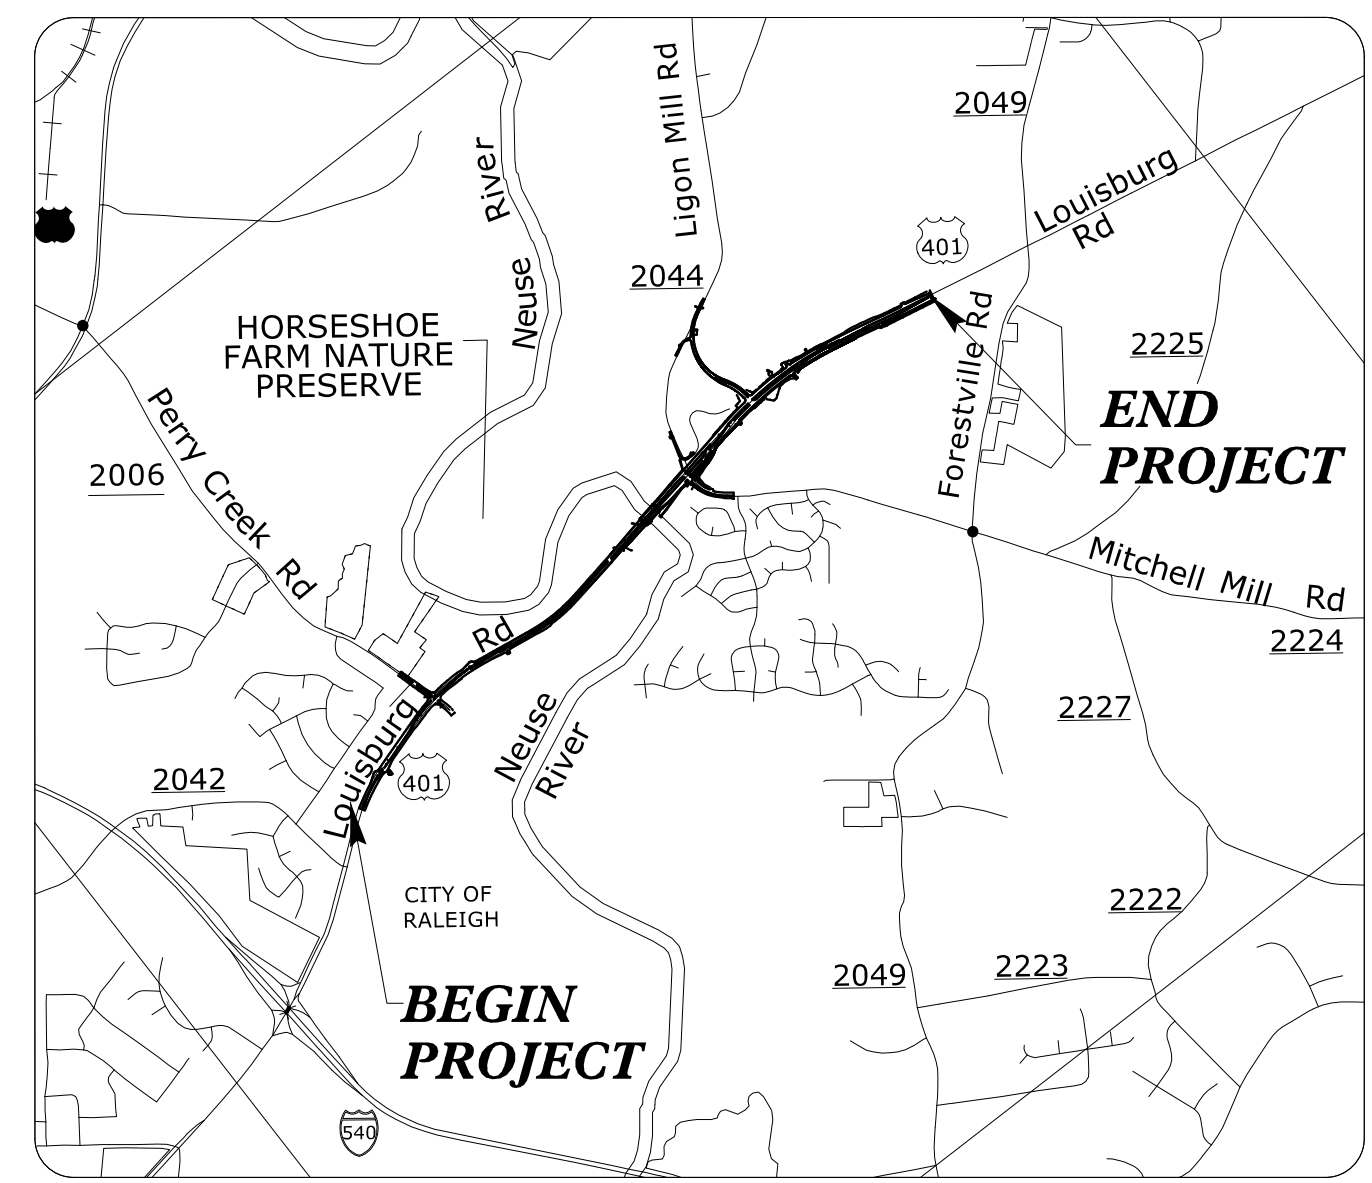 2049
Ligon Mill Rd
River
Neuse
Louisburg
Rd
401
2044
HORSESHOE
FARM NATURE
PRESERVE
Forestville Rd
2225
END
PROJECT
Perry Creek Rd
2006
Mitchell Mill Rd
2224
Rd
Louisburg
Neuse
River
2227
401
2042
CITY OF
RALEIGH
2222
2049
2223
BEGIN
PROJECT
540